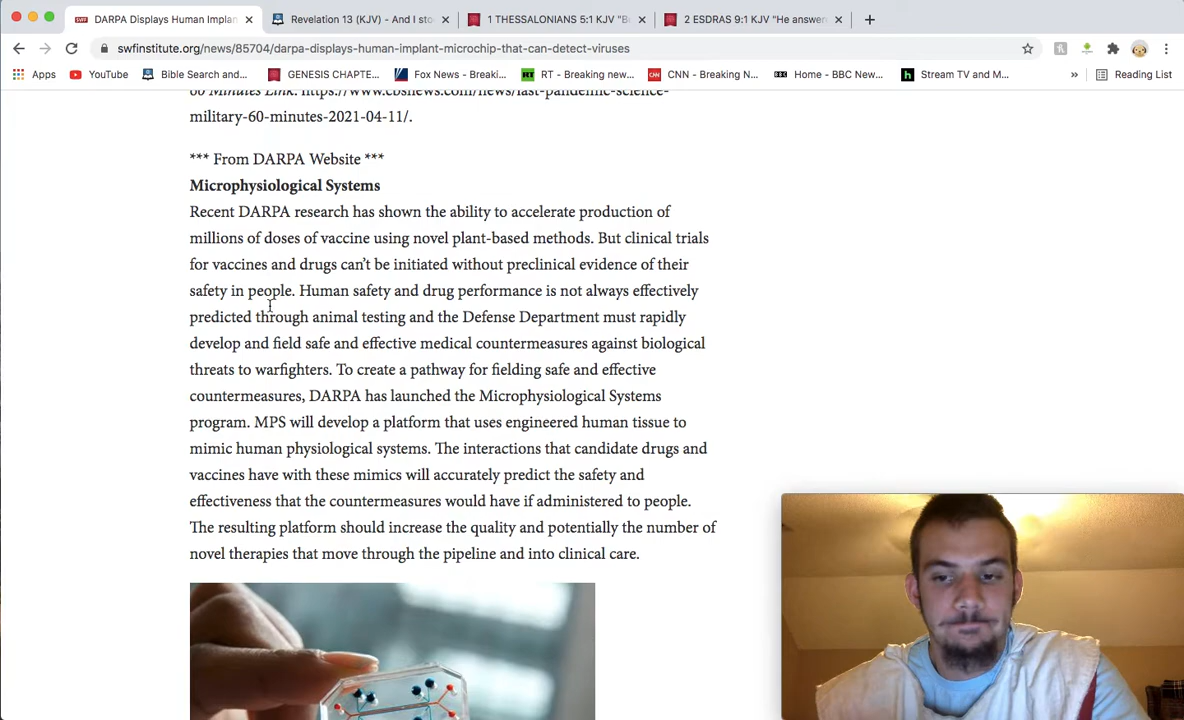 DARPA Displays Human Implan
Revelation 13 (KJV) - And I sto
1 THESSALONIANS 5:1 KJV "B
2 ESDRAS 9:1 KJV "He answer
swfinstitute.org/news/85704/darpa-displays-human-implant-microchip-that-can-detect-viruses
Apps YouTube Bible Search and... GENESIS CHAPTE... Fox News - Breaki... RT - Breaking new... CNN - Breaking N... Home - BBC New... Stream TV and M... » Reading List
60 Minutes Link: https://www.cbsnews.com/news/last-pandemic-science-
military-60-minutes-2021-04-11/.
*** From DARPA Website ***
Microphysiological Systems
Recent DARPA research has shown the ability to accelerate production of
millions of doses of vaccine using novel plant-based methods. But clinical trials
for vaccines and drugs can't be initiated without preclinical evidence of their
safety in people. Human safety and drug performance is not always effectively
predicted through animal testing and the Defense Department must rapidly
develop and field safe and effective medical countermeasures against biological
threats to warfighters. To create a pathway for fielding safe and effective
countermeasures, DARPA has launched the Microphysiological Systems
program. MPS will develop a platform that uses engineered human tissue to
mimic human physiological systems. The interactions that candidate drugs and
vaccines have with these mimics will accurately predict the safety and
effectiveness that the countermeasures would have if administered to people.
The resulting platform should increase the quality and potentially the number of
novel therapies that move through the pipeline and into clinical care.